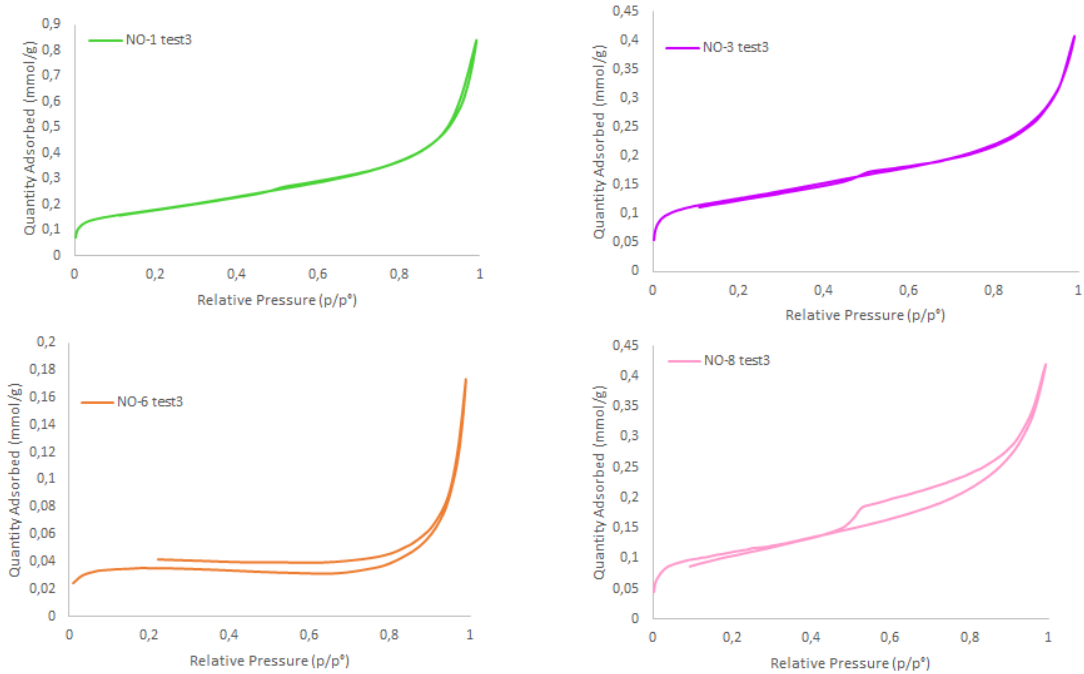 NO-1 test3
Quantity Adsorbed (mmol/g)
0,9
0,8
0,7
0,6
0,5
0,4
0,3
0,2
0,1
0
0 0,2 0,4 0,6 0,8 1
Relative Pressure (p/p°)
NO-3 test3
Quantity Adsorbed (mmol/g)
0,45
0,4
0,35
0,3
0,25
0,2
0,15
0,1
0,05
0
0 0,2 0,4 0,6 0,8 1
Relative Pressure (p/p°)
NO-6 test3
Quantity Adsorbed (mmol/g)
0,2
0,18
0,16
0,14
0,12
0,1
0,08
0,06
0,04
0,02
0
0 0,2 0,4 0,6 0,8 1
Relative Pressure (p/p°)
NO-8 test3
Quantity Adsorbed (mmol/g)
0,45
0,4
0,35
0,3
0,25
0,2
0,15
0,1
0,05
0
0 0,2 0,4 0,6 0,8 1
Relative Pressure (p/p°)